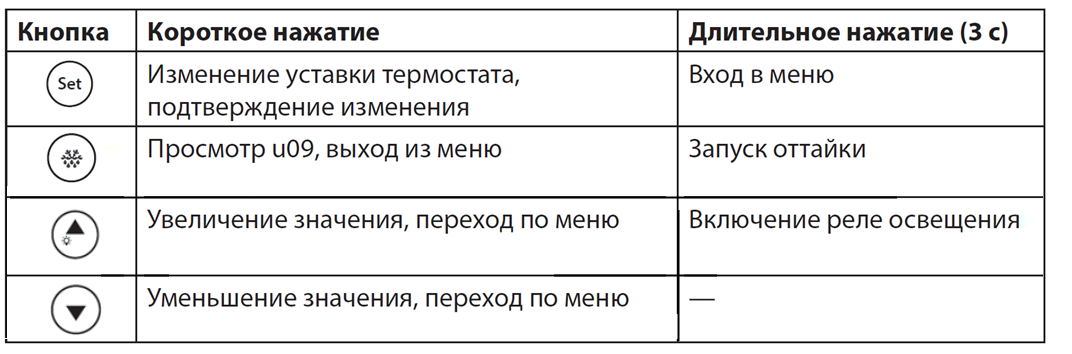 Кнопка Короткое нажатие Длительное нажатие (3 с)
Set Изменение уставки термостата, Вход в меню
подтверждение изменения
Просмотр u09, выход из меню Запуск оттайки
Увеличение значения, переход по меню Включение реле освещения
Уменьшение значения, переход по меню —